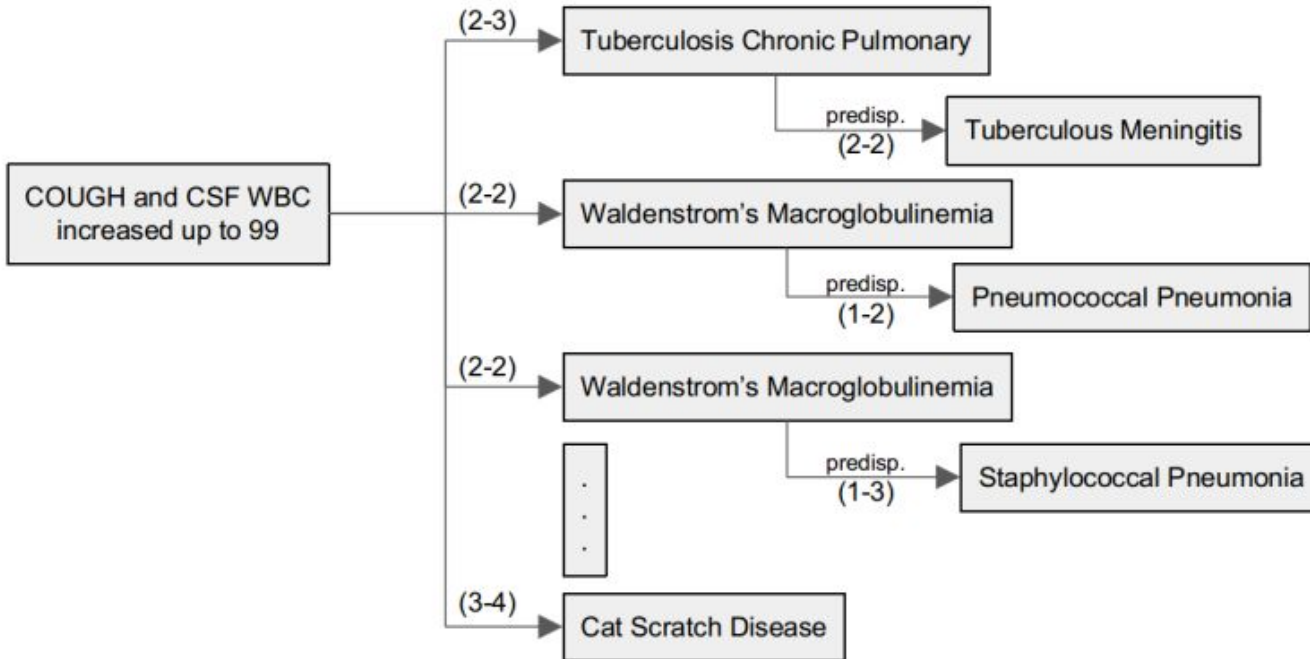 (2-3)
Tuberculosis Chronic Pulmonary
predisp.
(2-2)
Tuberculous Meningitis
COUGH and CSF WBC
increased up to 99
(2-2)
Waldenstrom's Macroglobulinemia
predisp.
(1-2)
Pneumococcal Pneumonia
(2-2)
Waldenstrom's Macroglobulinemia
predisp.
(1-3)
Staphylococcal Pneumonia
.
.
.
(3-4)
Cat Scratch Disease